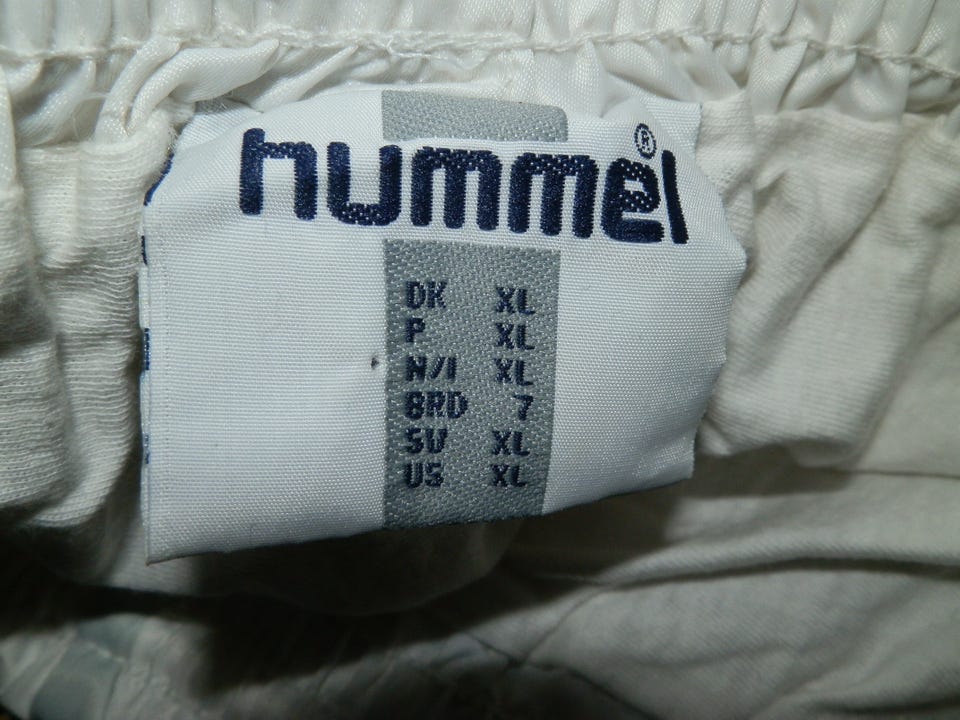 hummel®
DK XL
P XL
N/I XL
BRD 7
SV XL
US XL